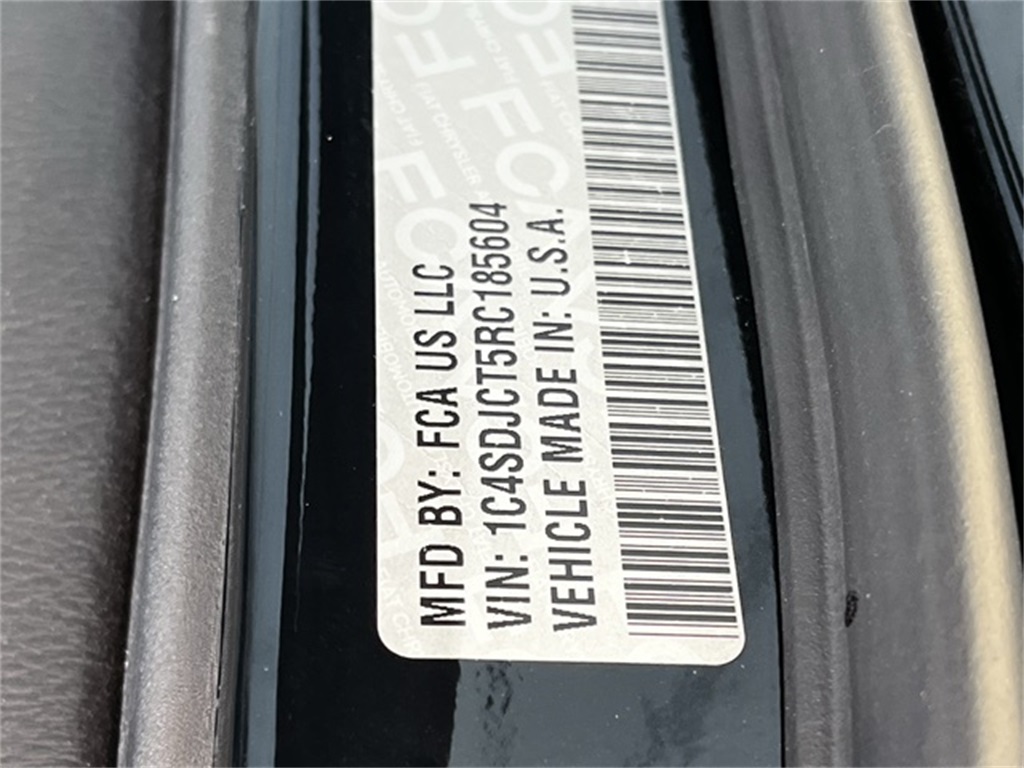 MFD BY: FCA US LLC
VIN: 1C4SDJCT5RC185604
VEHICLE MADE IN: U.S.A.